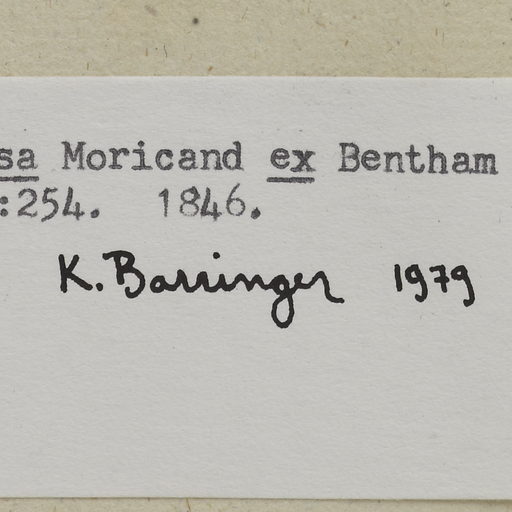 sa Moricand ex Bentham
:254. 1846.
K. Barringer 1979